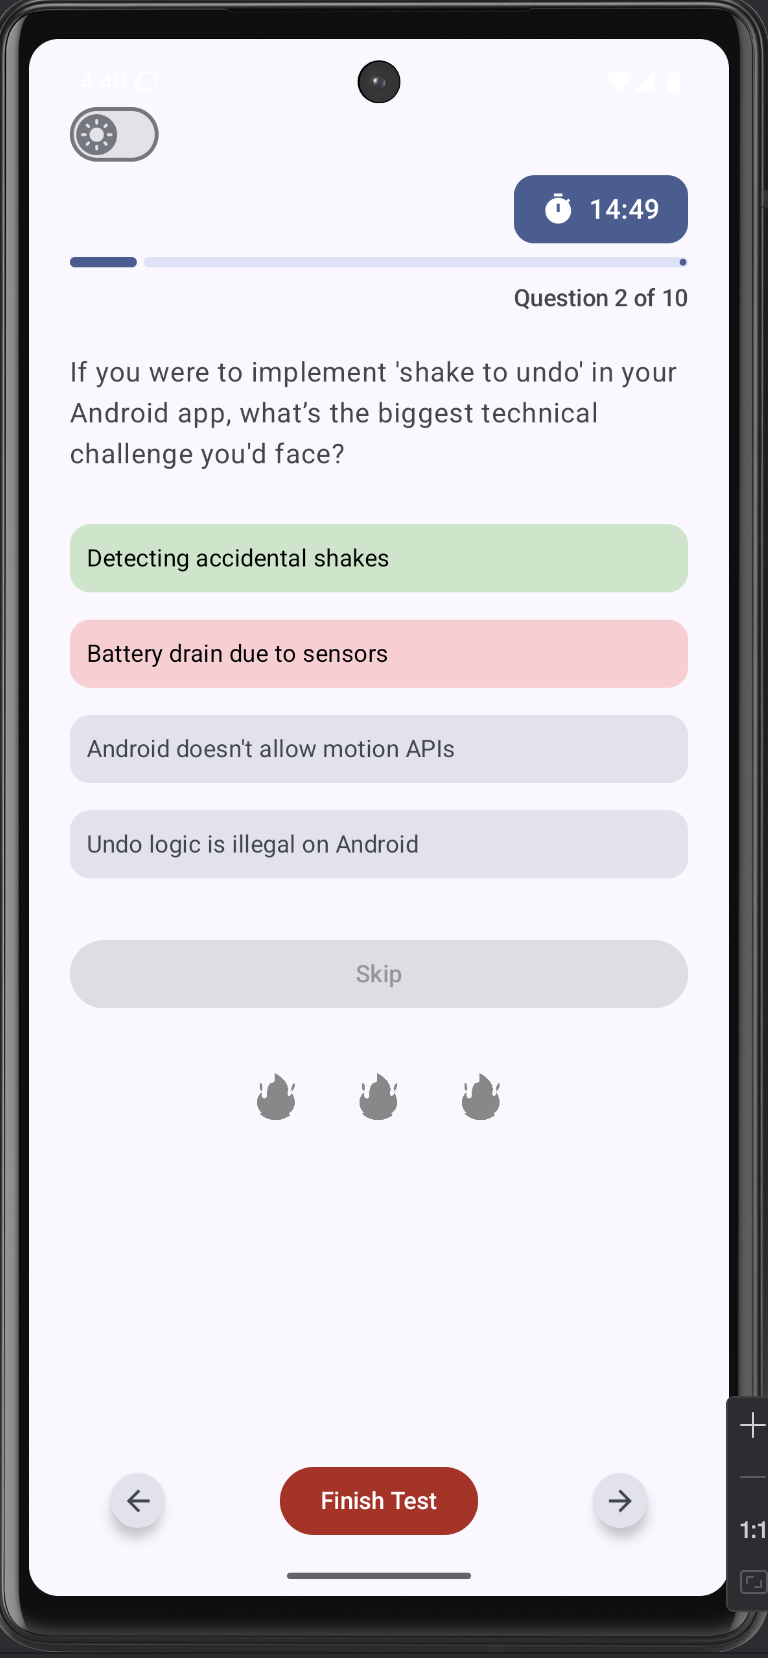 4:40
14:49
Question 2 of 10
If you were to implement 'shake to undo' in your
Android app, what’s the biggest technical
challenge you'd face?
Detecting accidental shakes
Battery drain due to sensors
Android doesn't allow motion APIs
Undo logic is illegal on Android
Skip
Finish Test
1:1